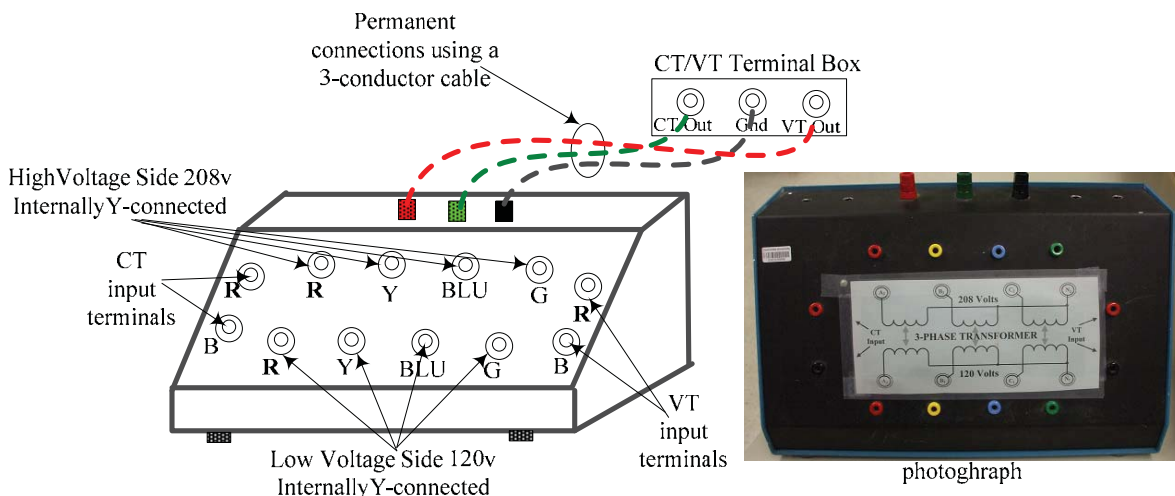 Permanent
connections using a
3-conductor cable
CT/VT Terminal Box
CT Out Gnd VT Out
HighVoltage Side 208v
InternallyY-connected
CT
input
terminals
R R Y BLU G R
B R Y BLU G B
VT
input
terminals
Low Voltage Side 120v
InternallyY-connected
208 Volts
CT
Input
3-PHASE TRANSFORMER
VT
Input
120 Volts
photoghraph